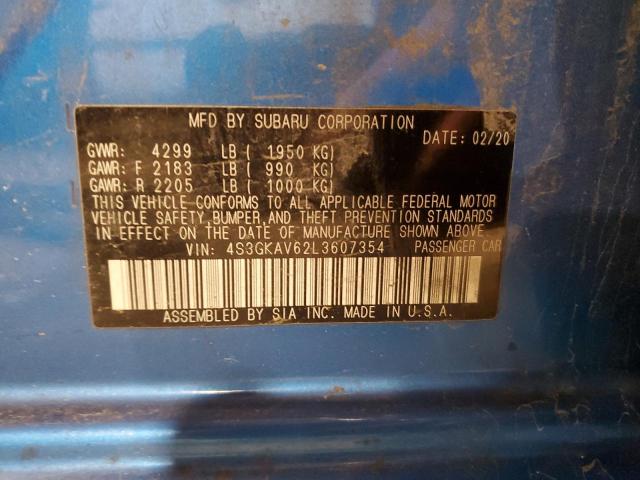 MFD BY SUBARU CORPORATION
DATE: 02/20
GVWR: 4299 LB ( 1950 KG)
GAWR: F 2183 LB ( 990 KG)
GAWR: R 2205 LB ( 1000 KG)
THIS VEHICLE CONFORMS TO ALL APPLICABLE FEDERAL MOTOR
VEHICLE SAFETY, BUMPER, AND THEFT PREVENTION STANDARDS
IN EFFECT ON THE DATE OF MANUFACTURE SHOWN ABOVE
VIN: 4S3GKAV62L3607354 PASSENGER CAR
ASSEMBLED BY SIA INC. MADE IN U.S.A.